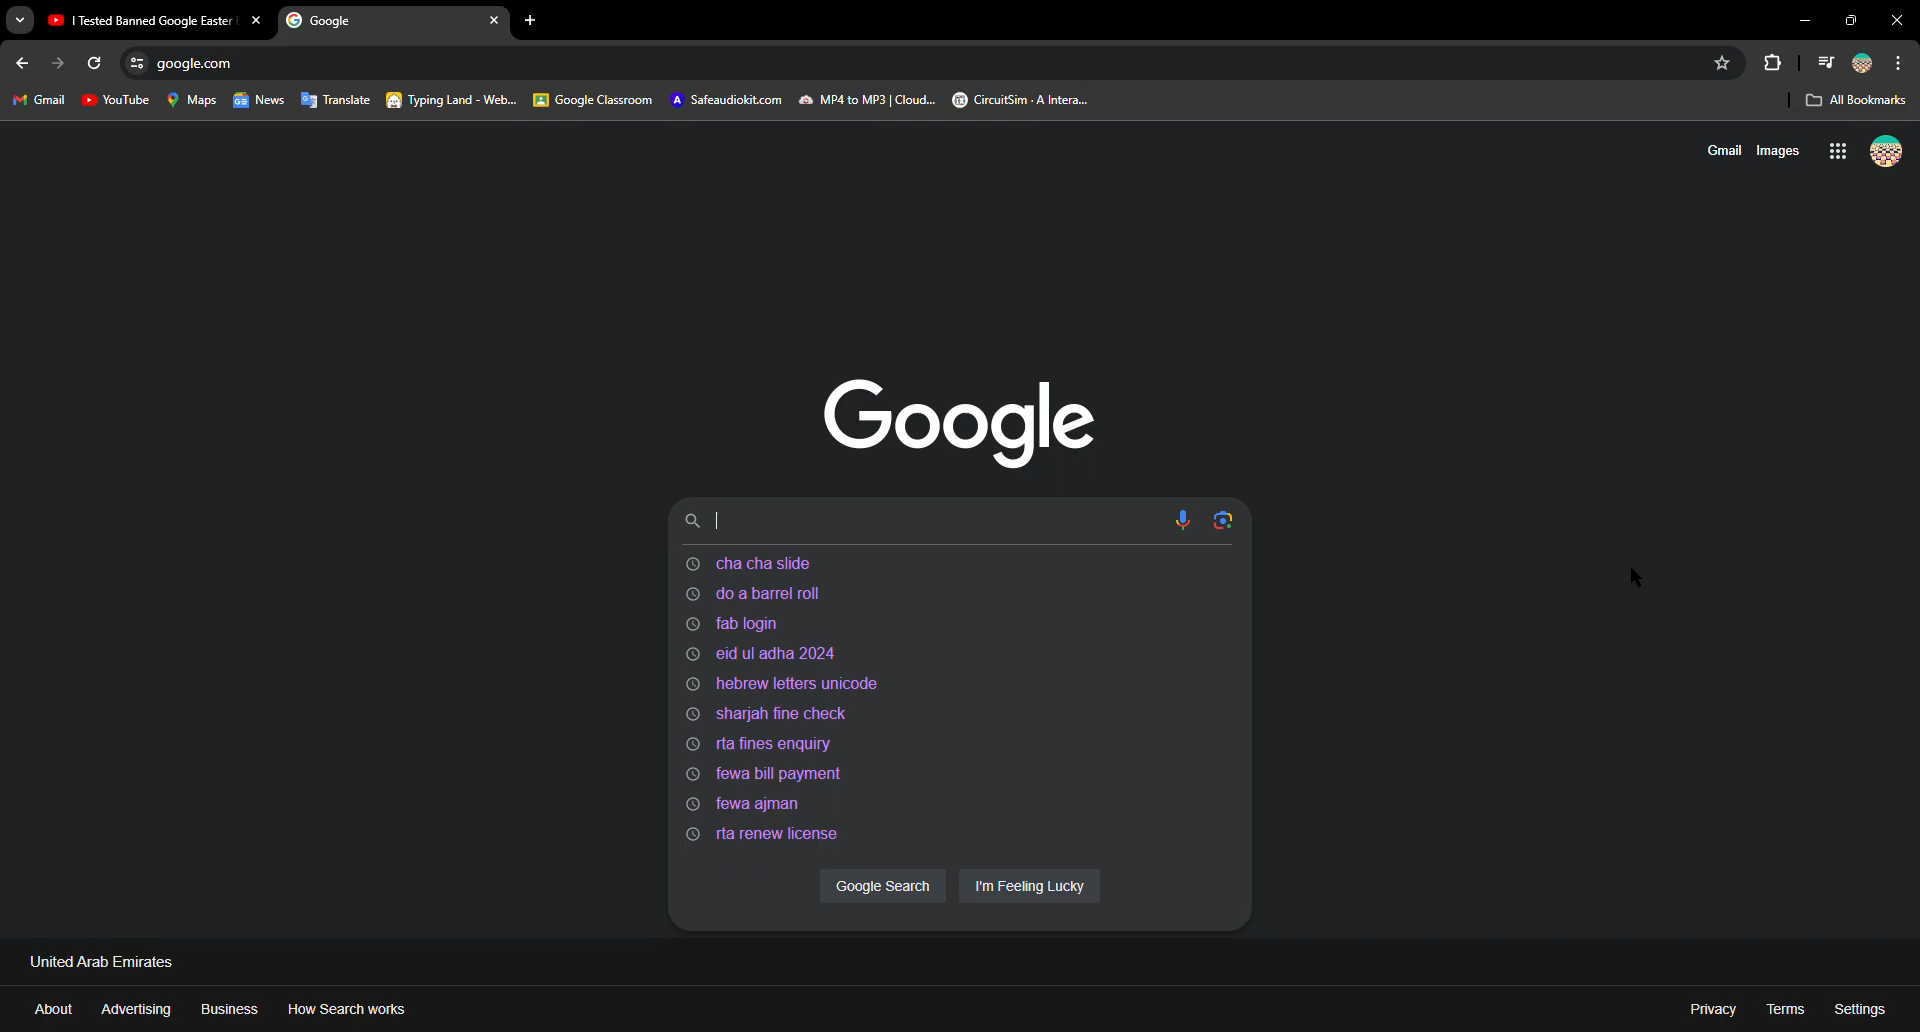 I Tested Banned Google Easter
Google
google.com
Gmail
YouTube
Maps
News
Translate
Typing Land - Web...
Google Classroom
Safeaudiokit.com
MP4 to MP3 | Cloud...
CircuitSim · A Intera...
All Bookmarks
Gmail Images
Google
cha cha slide
do a barrel roll
fab login
eid ul adha 2024
hebrew letters unicode
sharjah fine check
rta fines enquiry
fewa bill payment
fewa ajman
rta renew license
Google Search
I'm Feeling Lucky
United Arab Emirates
About Advertising Business How Search works
Privacy Terms Settings